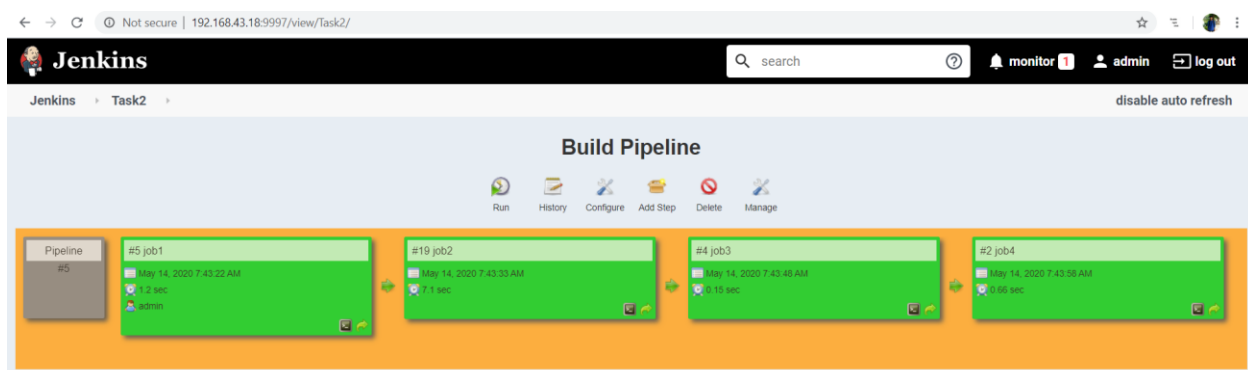 Not secure | 192.168.43.18:9997/view/Task2/
Jenkins
search
monitor 1
admin
log out
Jenkins
Task2
disable auto refresh
Build Pipeline
Run
History
Configure
Add Step
Delete
Manage
Pipeline
#5
#5 job1
May 14, 2020 7:43:22 AM
1.2 sec
admin
#19 job2
May 14, 2020 7:43:33 AM
7.1 sec
#4 job3
May 14, 2020 7:43:48 AM
0.15 sec
#2 job4
May 14, 2020 7:43:58 AM
0.66 sec